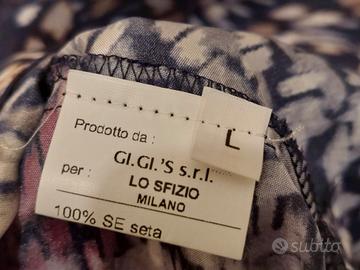 Prodotto da :
GI.GI.'S s.r.l.
per :
LO SFIZIO
MILANO
100% SE seta
L
subito